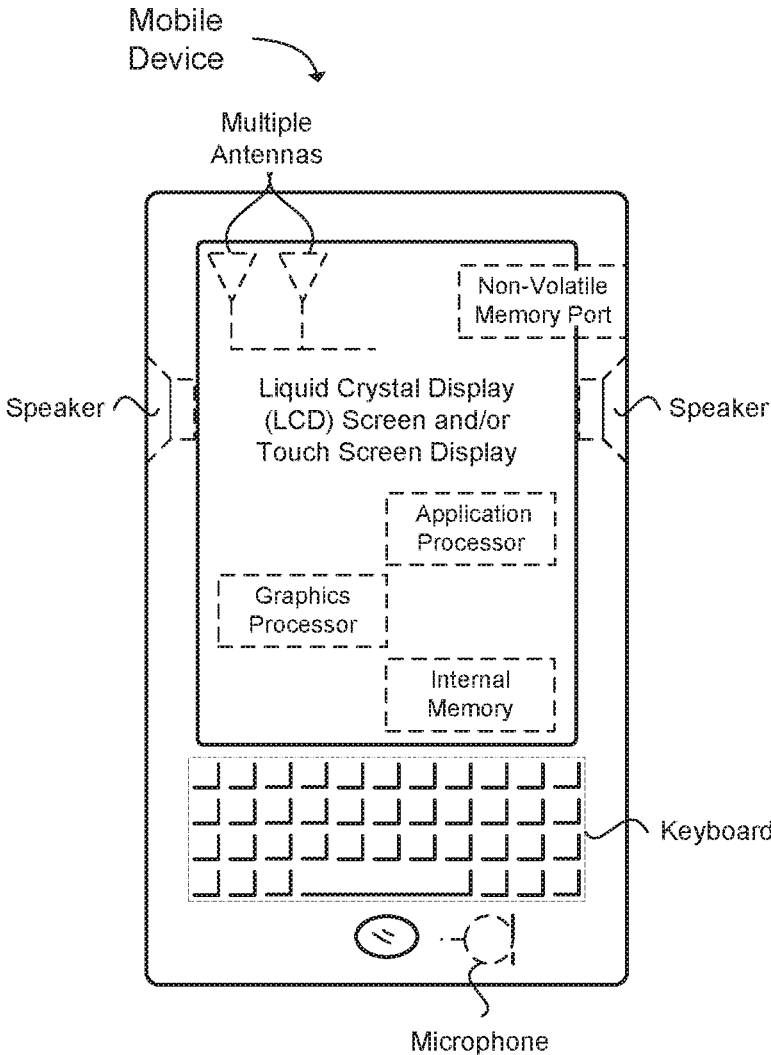 Mobile
Device
Multiple
Antennas
Non-Volatile
Memory Port
Speaker
Liquid Crystal Display
(LCD) Screen and/or
Touch Screen Display
Speaker
Application
Processor
Graphics
Processor
Internal
Memory
Keyboard
Microphone